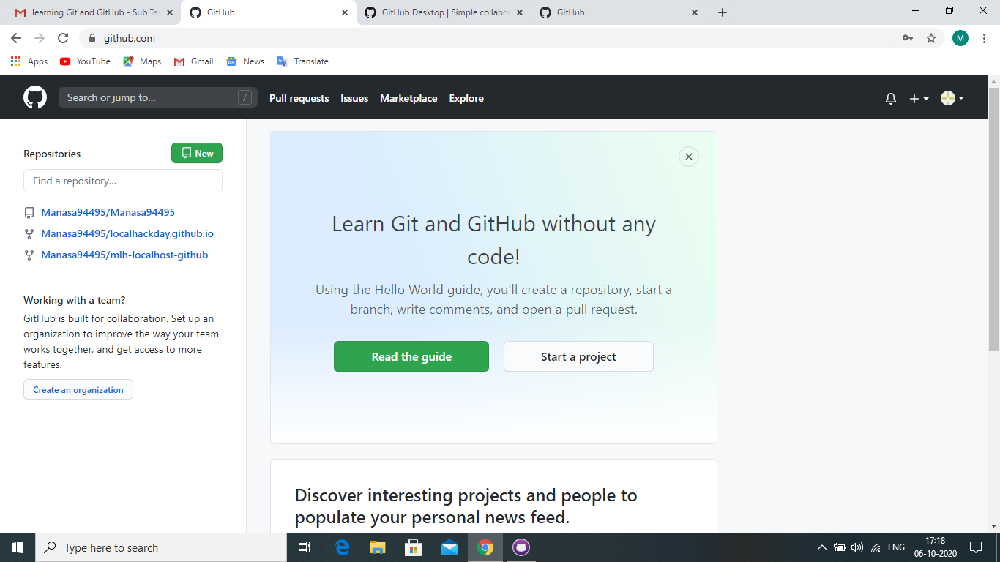 learning Git and GitHub - Sub Tas
GitHub
GitHub Desktop | Simple collabo
GitHub
github.com
M
Apps
YouTube
Maps
Gmail
News
Translate
Search or jump to...
/
Pull requests
Issues
Marketplace
Explore
Repositories
New
Find a repository...
Manasa94495/Manasa94495
Manasa94495/localhackday.github.io
Manasa94495/mlh-localhost-github
Working with a team?
GitHub is built for collaboration. Set up an
organization to improve the way your team
works together, and get access to more
features.
Create an organization
Learn Git and GitHub without any
code!
Using the Hello World guide, you’ll create a repository, start a
branch, write comments, and open a pull request.
Read the guide
Start a project
Discover interesting projects and people to
populate your personal news feed.
Type here to search
ENG
17:18
06-10-2020